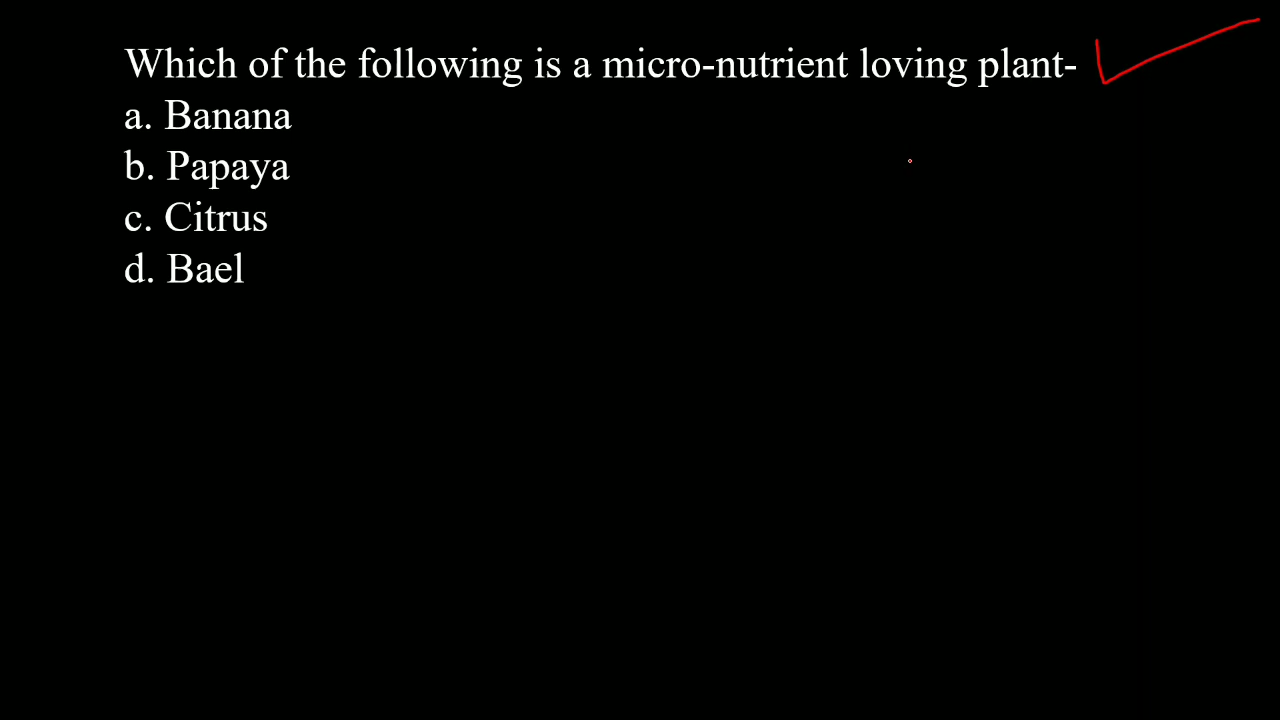 Which of the following is a micro-nutrient loving plant-
a. Banana
b. Papaya
c. Citrus
d. Bael